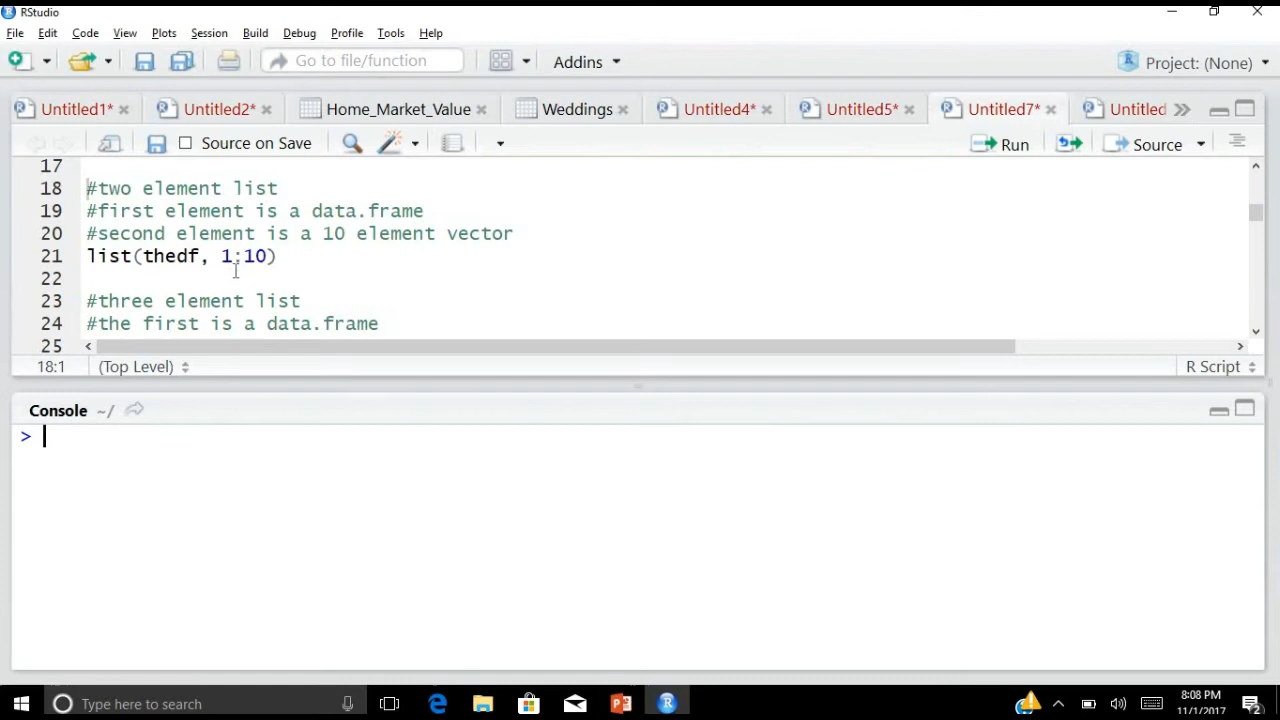 RStudio
File Edit Code View Plots Session Build Debug Profile Tools Help
Go to file/function Addins Project: (None)
Untitled1* Untitled2* Home_Market_Value Weddings Untitled4* Untitled5* Untitled7* Untitled
Source on Save Run Source
17
18 #two element list
19 #first element is a data.frame
20 #second element is a 10 element vector
21 list(thedf, 1:10)
22
23 #three element list
24 #the first is a data.frame
25
18:1 (Top Level) R Script
Console ~/
>
Type here to search
8:08 PM
11/1/2017
2